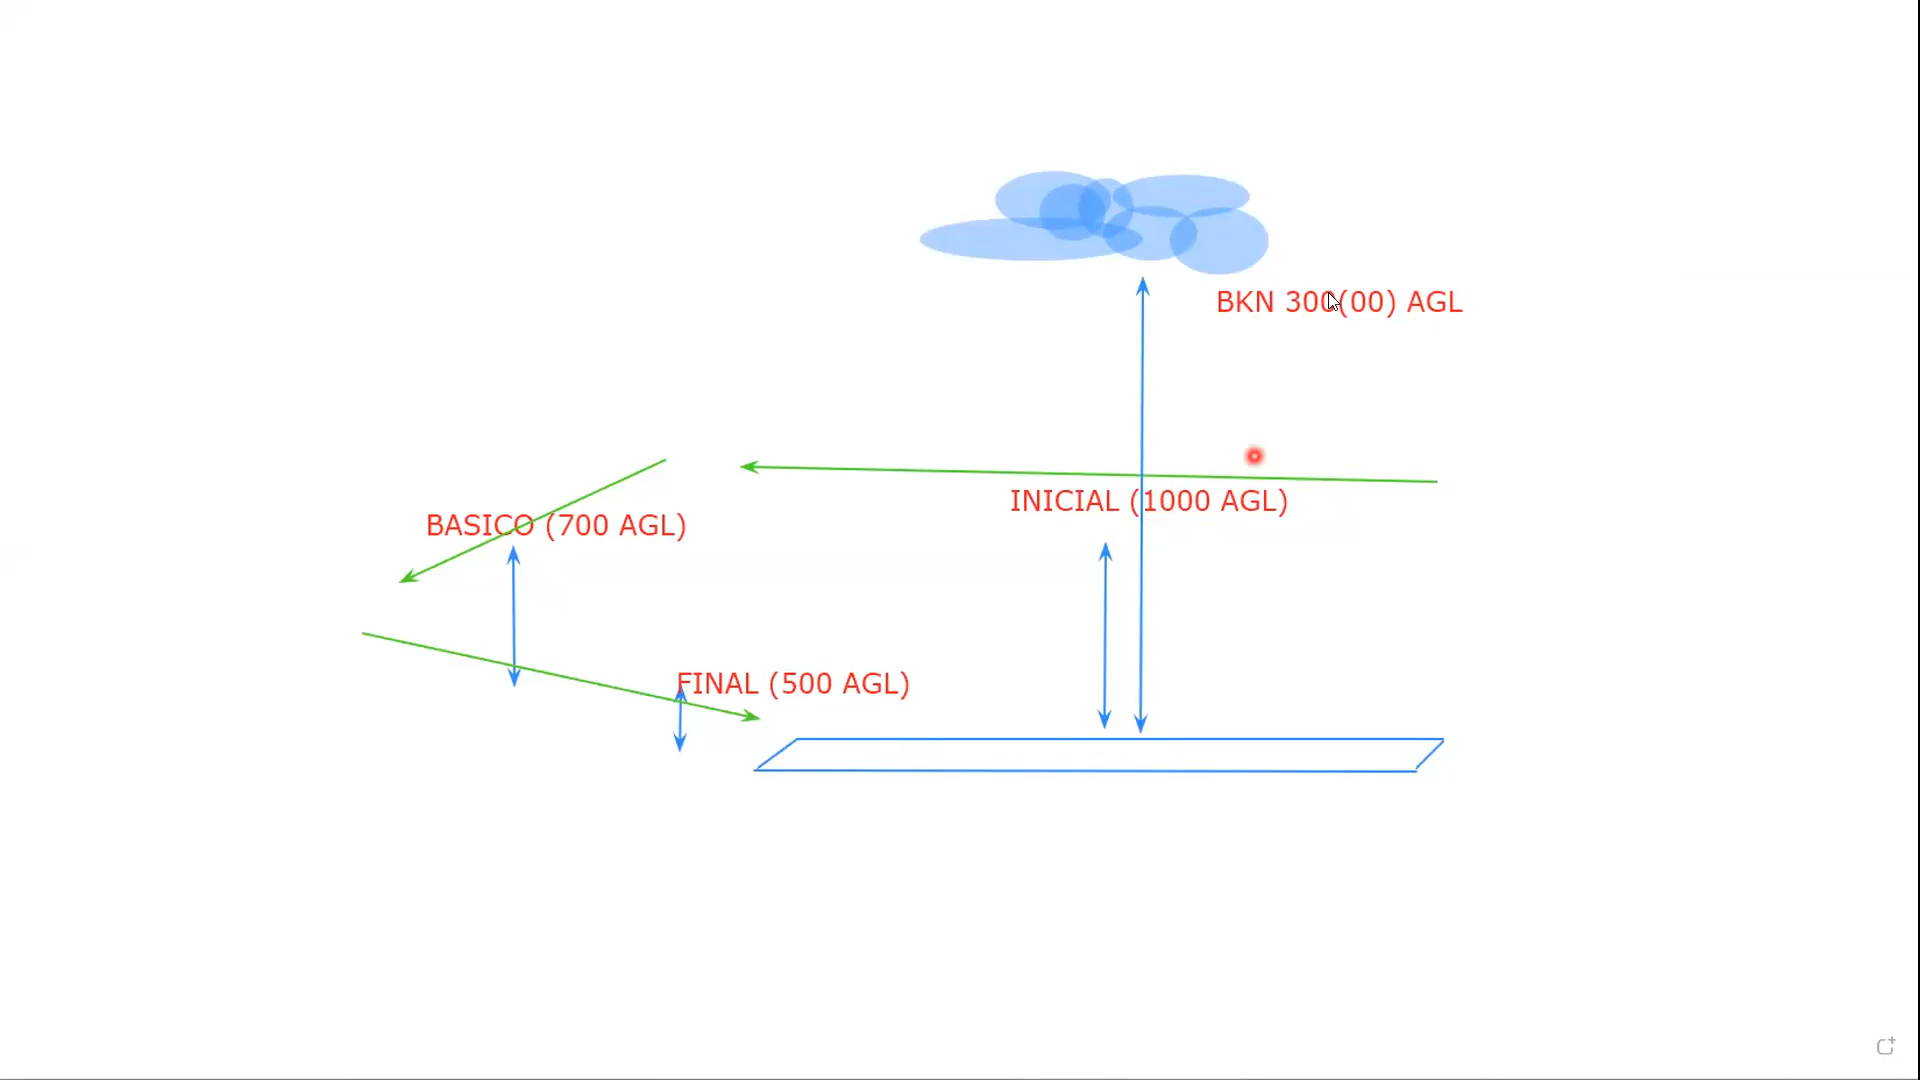 BKN 300(00) AGL
INICIAL (1000 AGL)
BASICO (700 AGL)
FINAL (500 AGL)